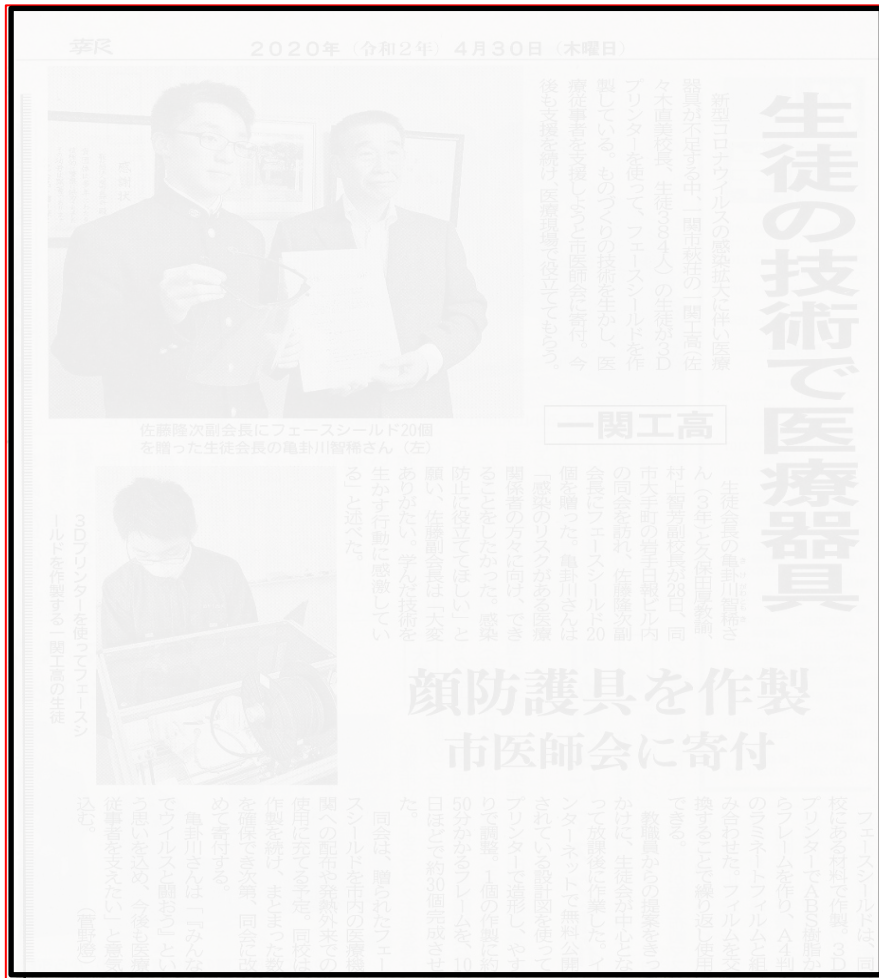 報
2020年（令和2年）4月30日（木曜日）
生徒の技術で医療器具
新型コロナウイルスの感染拡大に伴い医療
器具が不足する中、一関市萩荘の一関工高（佐
々木直美校長、生徒384人）の生徒が3D
プリンターを使って、フェースシールドを作
製している。ものづくりの技術を生かし、医
療従事者を支援しようと市医師会に寄付。今
後も支援を続け、医療現場で役立ててもらう。
佐藤隆次副会長にフェースシールド20個
を贈った生徒会長の亀卦川智稀さん（左）
一関工高
生徒会長の亀卦川智稀さ
ん（3年）と久保田厚教諭、
村上智芳副校長が28日、同
市大手町の岩手日報ビル内
の同会を訪れ、佐藤隆次副
会長にフェースシールド20
個を贈った。亀卦川さんは
「感染のリスクがある医療
関係者の方々に向け、でき
ることをしたかった。感染
防止に役立ててほしい」と
願い、佐藤副会長は「大変
ありがたい。学んだ技術を
生かす行動に感激してい
る」と述べた。
3Dプリンターを使ってフェースシ
ールドを作製する一関工高の生徒
顔防護具を作製
市医師会に寄付
フェースシールドは、同
校にある材料で作製。3D
プリンターでABS樹脂か
らフレームを作り、A4判
のラミネートフィルムと組
み合わせた。フィルムを交
換することで繰り返し使用
できる。
教職員からの提案をきっ
かけに、生徒会が中心とな
って放課後に作業した。イ
ンターネットで無料公開
されている設計図を使って
プリンターで造形し、やす
りで調整。1個の作製に約
50分かかるフレームを、10
日ほどで約30個完成させ
た。
同会は、贈られたフェー
スシールドを市内の医療機
関への配布や発熱外来での
使用に充てる予定。同校は
作製を続け、まとまった数
を確保でき次第、同会に改
めて寄付する。
亀卦川さんは「『みんな
でウイルスと闘おう』とい
う思いを込め、今後も医療
従事者を支えたい」と意気
込む。